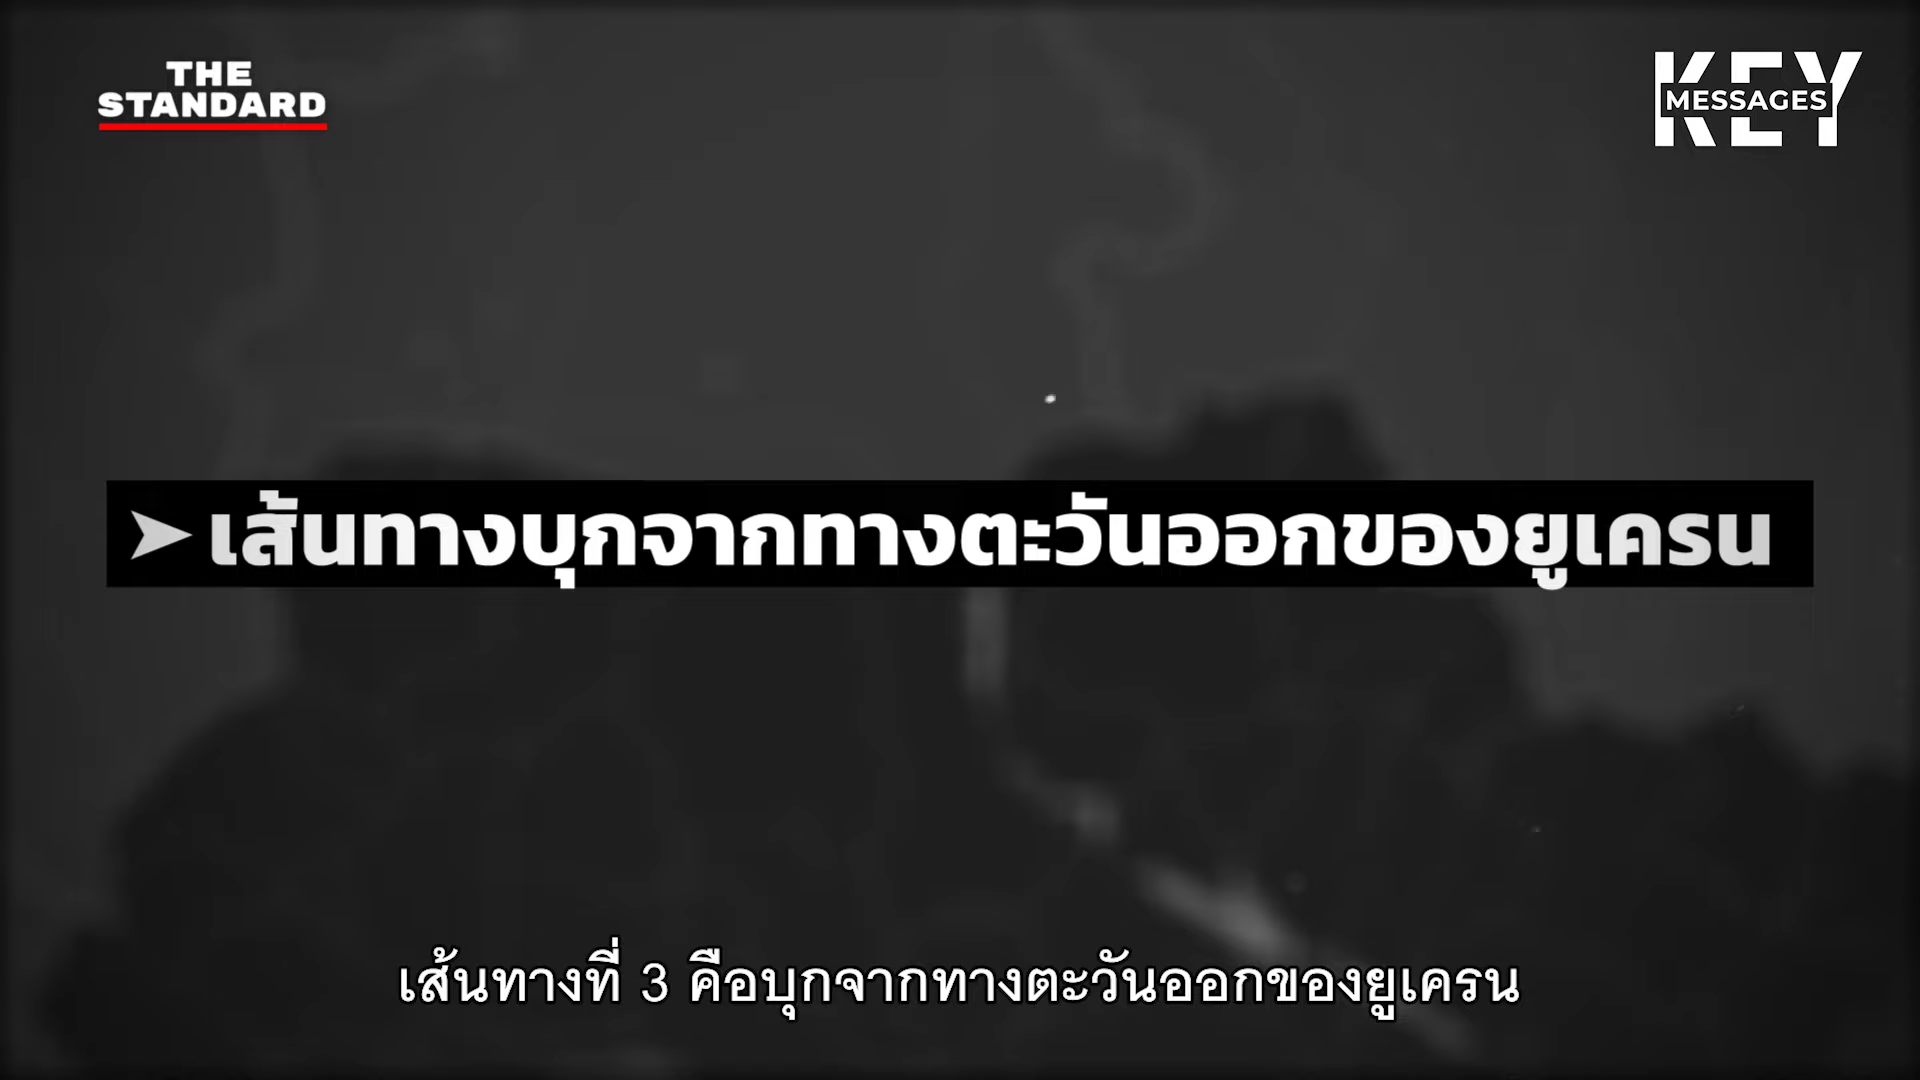 THE
STANDARD
KEY
MESSAGES
➤ เส้นทางบุกจากทางตะวันออกของยูเครน
เส้นทางที่ 3 คือบุกจากทางตะวันออกของยูเครน